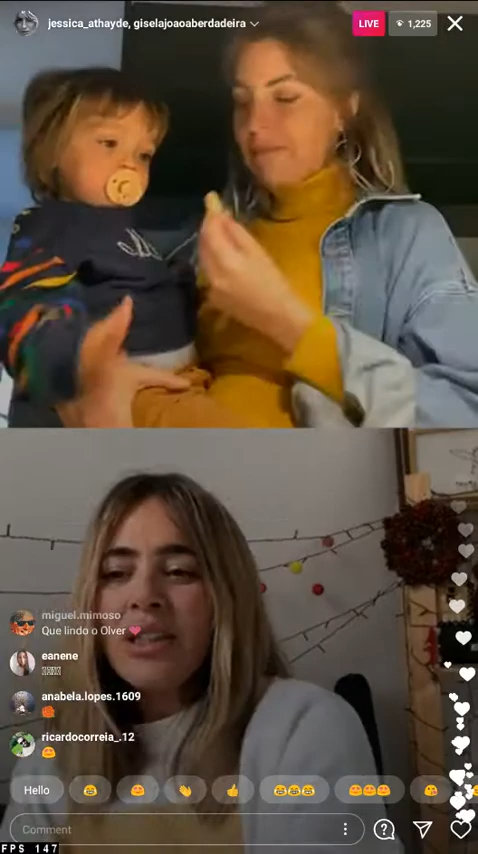 jessica_athayde, giselajoaoaberdadeira
LIVE
1,225
miguel.mimoso
Que lindo o Olver
eanene
anabela.lopes.1609
ricardocorreia_.12
Hello
Comment
FPS 147